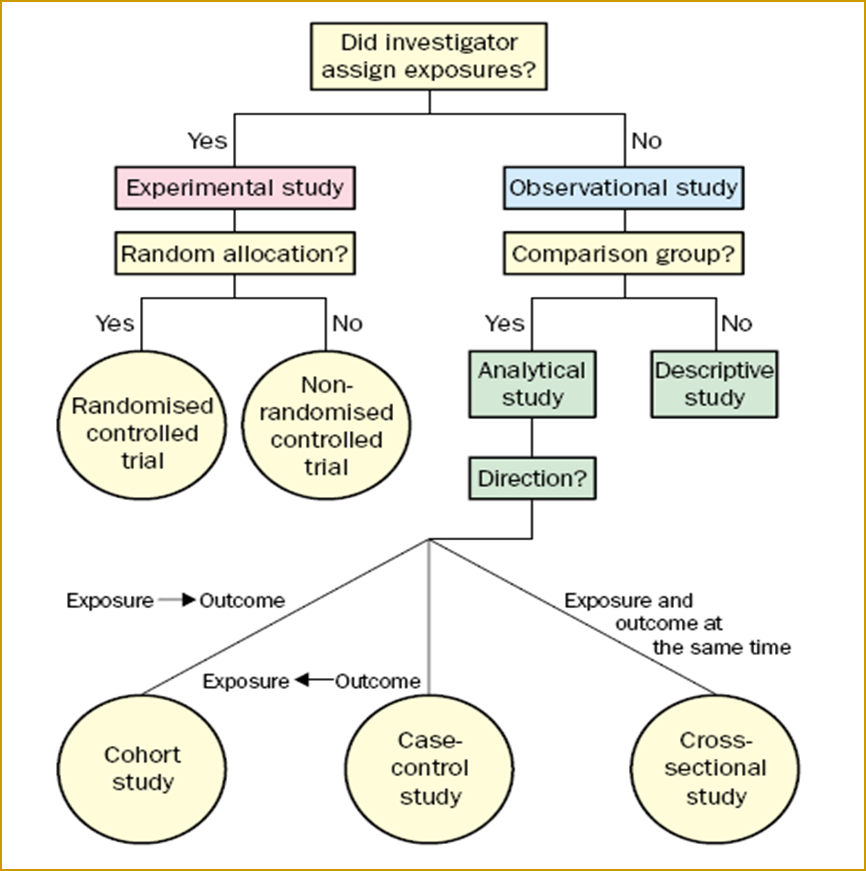 Did investigator
assign exposures?
Yes
No
Experimental study
Observational study
Random allocation?
Comparison group?
Yes
No
Yes
No
Randomised
controlled
trial
Non-
randomised
controlled
trial
Analytical
study
Descriptive
study
Direction?
Exposure
Outcome
Exposure and
outcome at
the same time
Exposure
Outcome
Cohort
study
Case-
control
study
Cross-
sectional
study